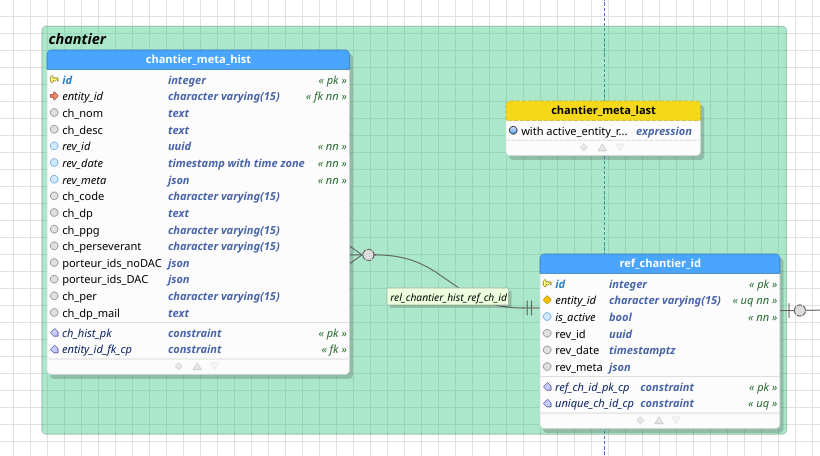 chantier
chantier_meta_hist
id integer « pk »
entity_id character varying(15) « fk nn »
ch_nom text
ch_desc text
rev_id uuid « nn »
rev_date timestamp with time zone « nn »
rev_meta json « nn »
ch_code character varying(15)
ch_dp text
ch_ppg character varying(15)
ch_perseverant character varying(15)
porteur_ids_noDAC json
porteur_ids_DAC json
ch_per character varying(15)
ch_dp_mail text
ch_hist_pk constraint « pk »
entity_id_fk_cp constraint « fk »
chantier_meta_last
with active_entity_r... expression
rel_chantier_hist_ref_ch_id
ref_chantier_id
id integer « pk »
entity_id character varying(15) « uq nn »
is_active bool « nn »
rev_id uuid
rev_date timestamptz
rev_meta json
ref_ch_id_pk_cp constraint « pk »
unique_ch_id_cp constraint « uq »